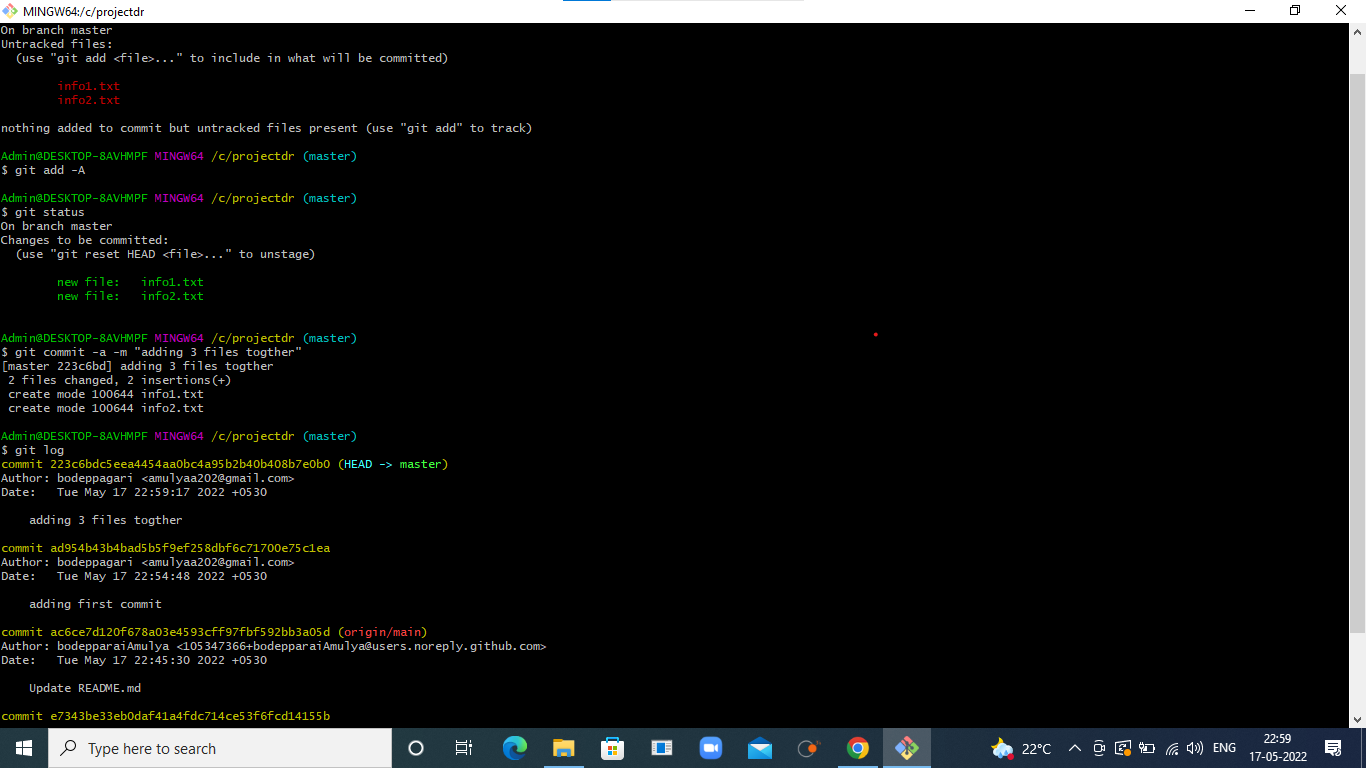 MINGW64:/c/projectdr
On branch master
Untracked files:
  (use "git add <file>..." to include in what will be committed)
        info1.txt
        info2.txt
nothing added to commit but untracked files present (use "git add" to track)
Admin@DESKTOP-8AVHMPF MINGW64 /c/projectdr (master)
$ git add -A
Admin@DESKTOP-8AVHMPF MINGW64 /c/projectdr (master)
$ git status
On branch master
Changes to be committed:
  (use "git reset HEAD <file>..." to unstage)
        new file:   info1.txt
        new file:   info2.txt
Admin@DESKTOP-8AVHMPF MINGW64 /c/projectdr (master)
$ git commit -a -m "adding 3 files togther"
[master 223c6bd] adding 3 files togther
 2 files changed, 2 insertions(+)
 create mode 100644 info1.txt
 create mode 100644 info2.txt
Admin@DESKTOP-8AVHMPF MINGW64 /c/projectdr (master)
$ git log
commit 223c6bdc5eea4454aa0bc4a95b2b40b408b7e0b0 (HEAD -> master)
Author: bodeppagari <amulyaa202@gmail.com>
Date:   Tue May 17 22:59:17 2022 +0530
    adding 3 files togther
commit ad954b43b4bad5b5f9ef258dbf6c71700e75c1ea
Author: bodeppagari <amulyaa202@gmail.com>
Date:   Tue May 17 22:54:48 2022 +0530
    adding first commit
commit ac6ce7d120f678a03e4593cff97fbf592bb3a05d (origin/main)
Author: bodepparaiAmulya <105347366+bodepparaiAmulya@users.noreply.github.com>
Date:   Tue May 17 22:45:30 2022 +0530
    Update README.md
commit e7343be33eb0daf41a4fdc714ce53f6fcd14155b
Type here to search
22°C
ENG
22:59
17-05-2022